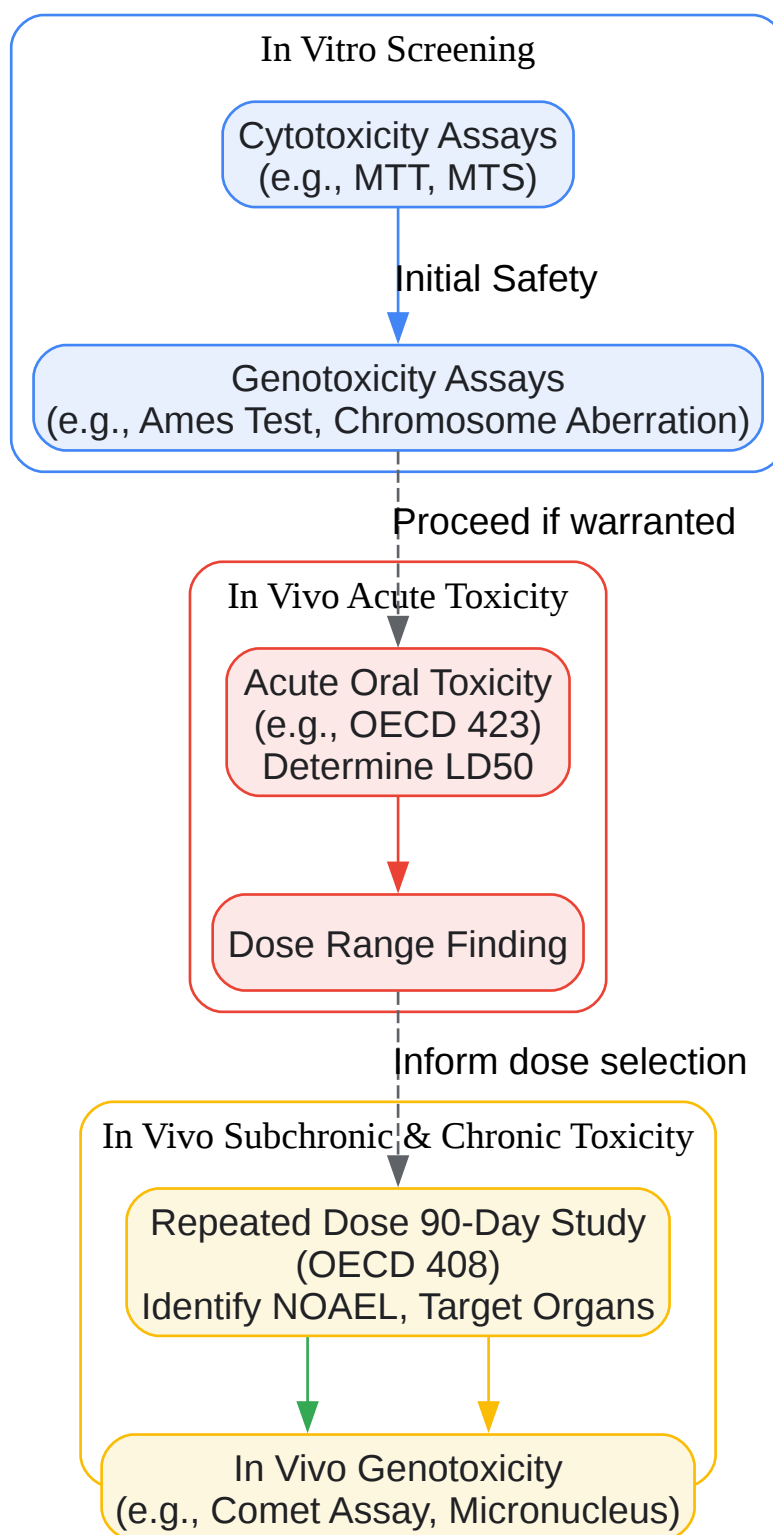 In Vitro Screening
Cytotoxicity Assays
(e.g., MTT, MTS)
Initial Safety
Genotoxicity Assays
(e.g., Ames Test, Chromosome Aberration)
Proceed if warranted
In Vivo Acute Toxicity
Acute Oral Toxicity
(e.g., OECD 423)
Determine LD50
Dose Range Finding
Inform dose selection
In Vivo Subchronic & Chronic Toxicity
Repeated Dose 90-Day Study
(OECD 408)
Identify NOAEL, Target Organs
In Vivo Genotoxicity
(e.g., Comet Assay, Micronucleus)